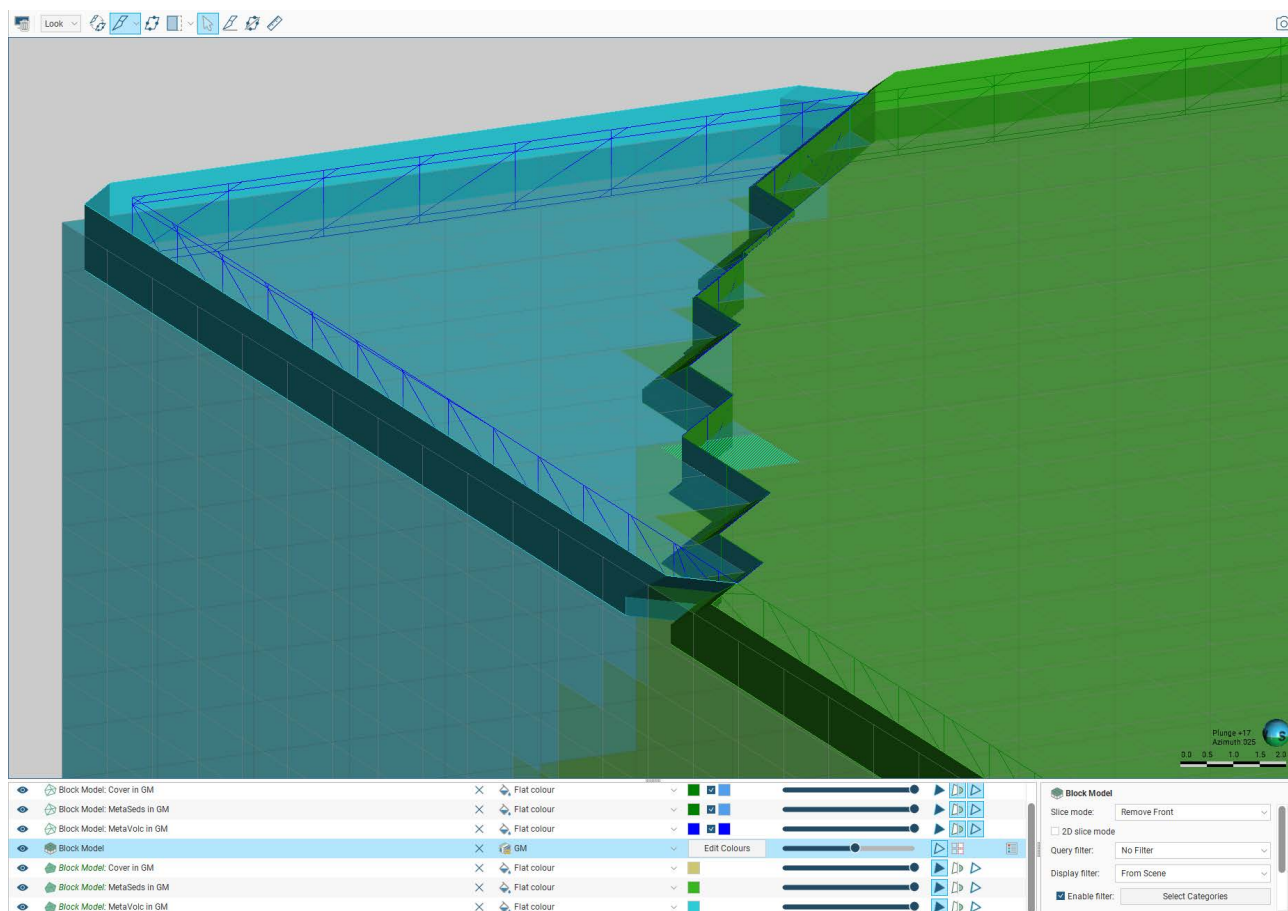 Look
Plunge +17
Azimuth 025
S
0.0 0.5 1.0 1.5 2.0
Block Model: Cover in GM Flat colour
Block Model: MetaSeds in GM Flat colour
Block Model: MetaVolc in GM Flat colour
Block Model GM Edit Colours
Block Model: Cover in GM Flat colour
Block Model: MetaSeds in GM Flat colour
Block Model: MetaVolc in GM Flat colour
Block Model
Slice mode: Remove Front
2D slice mode
Query filter: No Filter
Display filter: From Scene
Enable filter: Select Categories